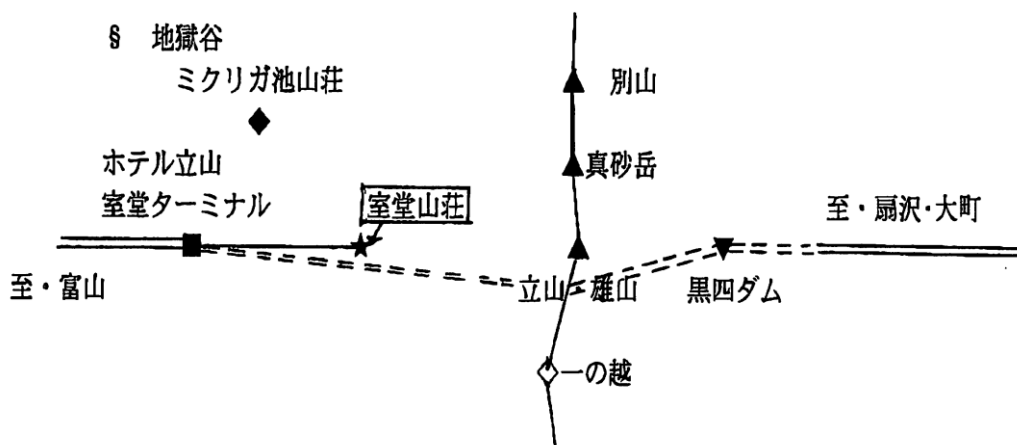 § 地獄谷
ミクリガ池山荘
別山
ホテル立山
室堂ターミナル
真砂岳
室堂山荘
至・扇沢・大町
至・富山
立山・雄山
黒四ダム
一の越